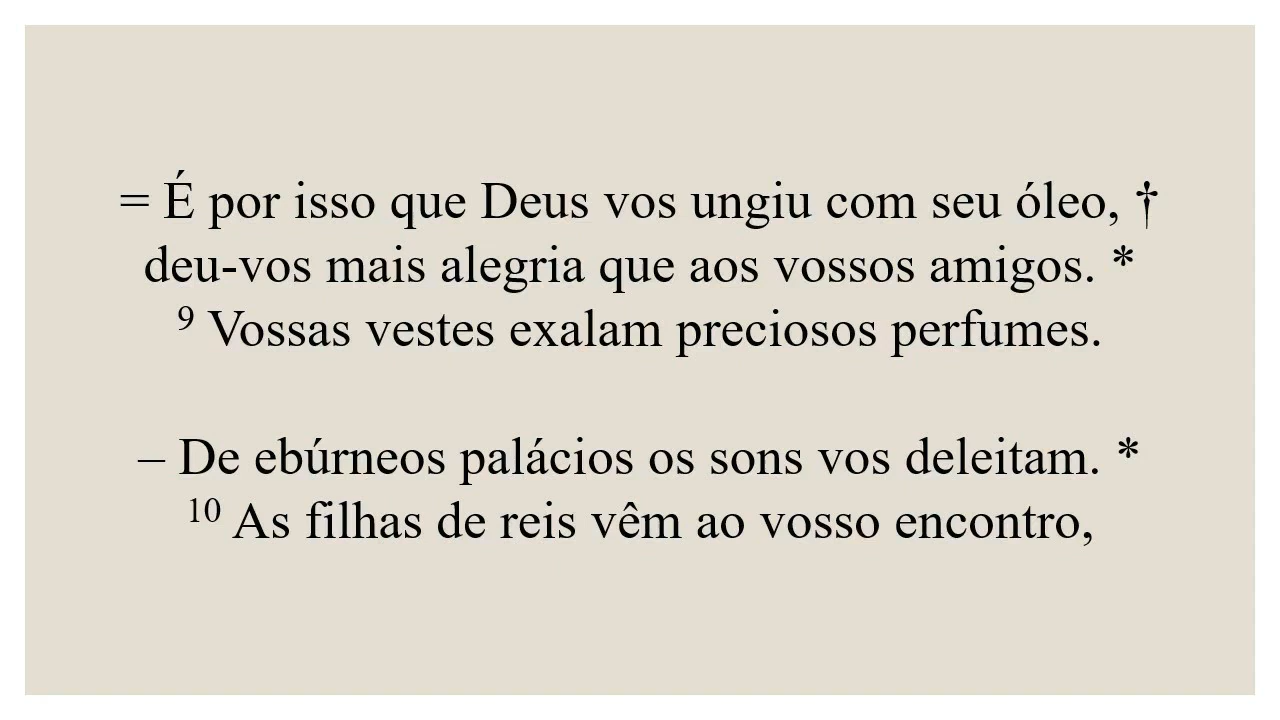 = É por isso que Deus vos ungiu com seu óleo, †
deu-vos mais alegria que aos vossos amigos. *
⁹ Vossas vestes exalam preciosos perfumes.
– De ebúrneos palácios os sons vos deleitam. *
¹⁰ As filhas de reis vêm ao vosso encontro,